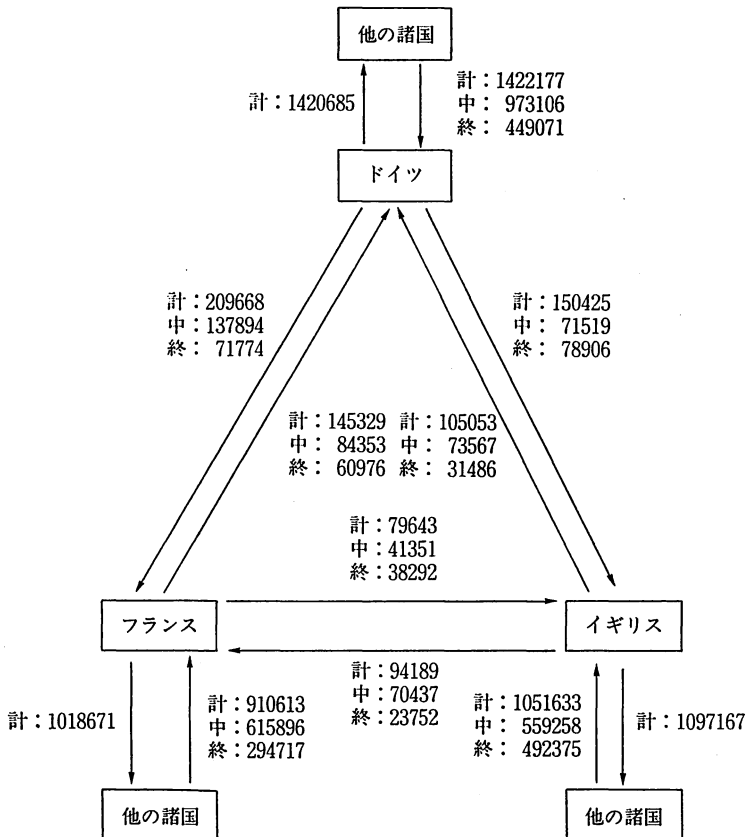 他の諸国
計：1420685
計：1422177
中： 973106
終： 449071
ドイツ
計：209668
中：137894
終： 71774
計：150425
中： 71519
終： 78906
計：145329
中： 84353
終： 60976
計：105053
中： 73567
終： 31486
計：79643
中：41351
終：38292
フランス
イギリス
計：94189
中：70437
終：23752
計：1018671
計：910613
中：615896
終：294717
計：1051633
中： 559258
終： 492375
計：1097167
他の諸国
他の諸国